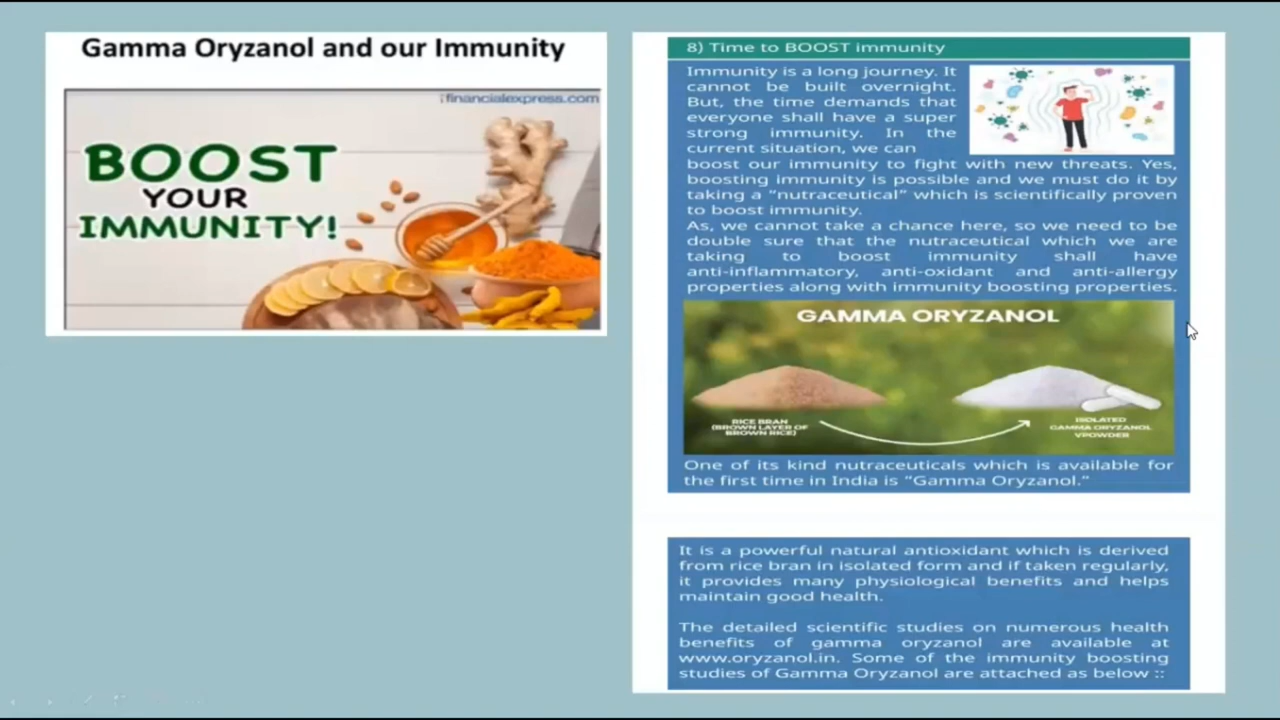 Gamma Oryzanol and our Immunity
financialexpress.com
BOOST
YOUR
IMMUNITY!
8) Time to BOOST immunity
Immunity is a long journey. It
cannot be built overnight.
But, the time demands that
everyone shall have a super
strong immunity. In the
current situation, we can
boost our immunity to fight with new threats. Yes,
boosting immunity is possible and we must do it by
taking a “nutraceutical” which is scientifically proven
to boost immunity.
As, we cannot take a chance here, so we need to be
double sure that the nutraceutical which we are
taking to boost immunity shall have
anti-inflammatory, anti-oxidant and anti-allergy
properties along with immunity boosting properties.
GAMMA ORYZANOL
RICE BRAN
(BROWN LAYER OF
BROWN RICE)
ISOLATED
GAMMA ORYZANOL
VPOWDER
One of its kind nutraceuticals which is available for
the first time in India is “Gamma Oryzanol.”
It is a powerful natural antioxidant which is derived
from rice bran in isolated form and if taken regularly,
it provides many physiological benefits and helps
maintain good health.
The detailed scientific studies on numerous health
benefits of gamma oryzanol are available at
www.oryzanol.in. Some of the immunity boosting
studies of Gamma Oryzanol are attached as below ::